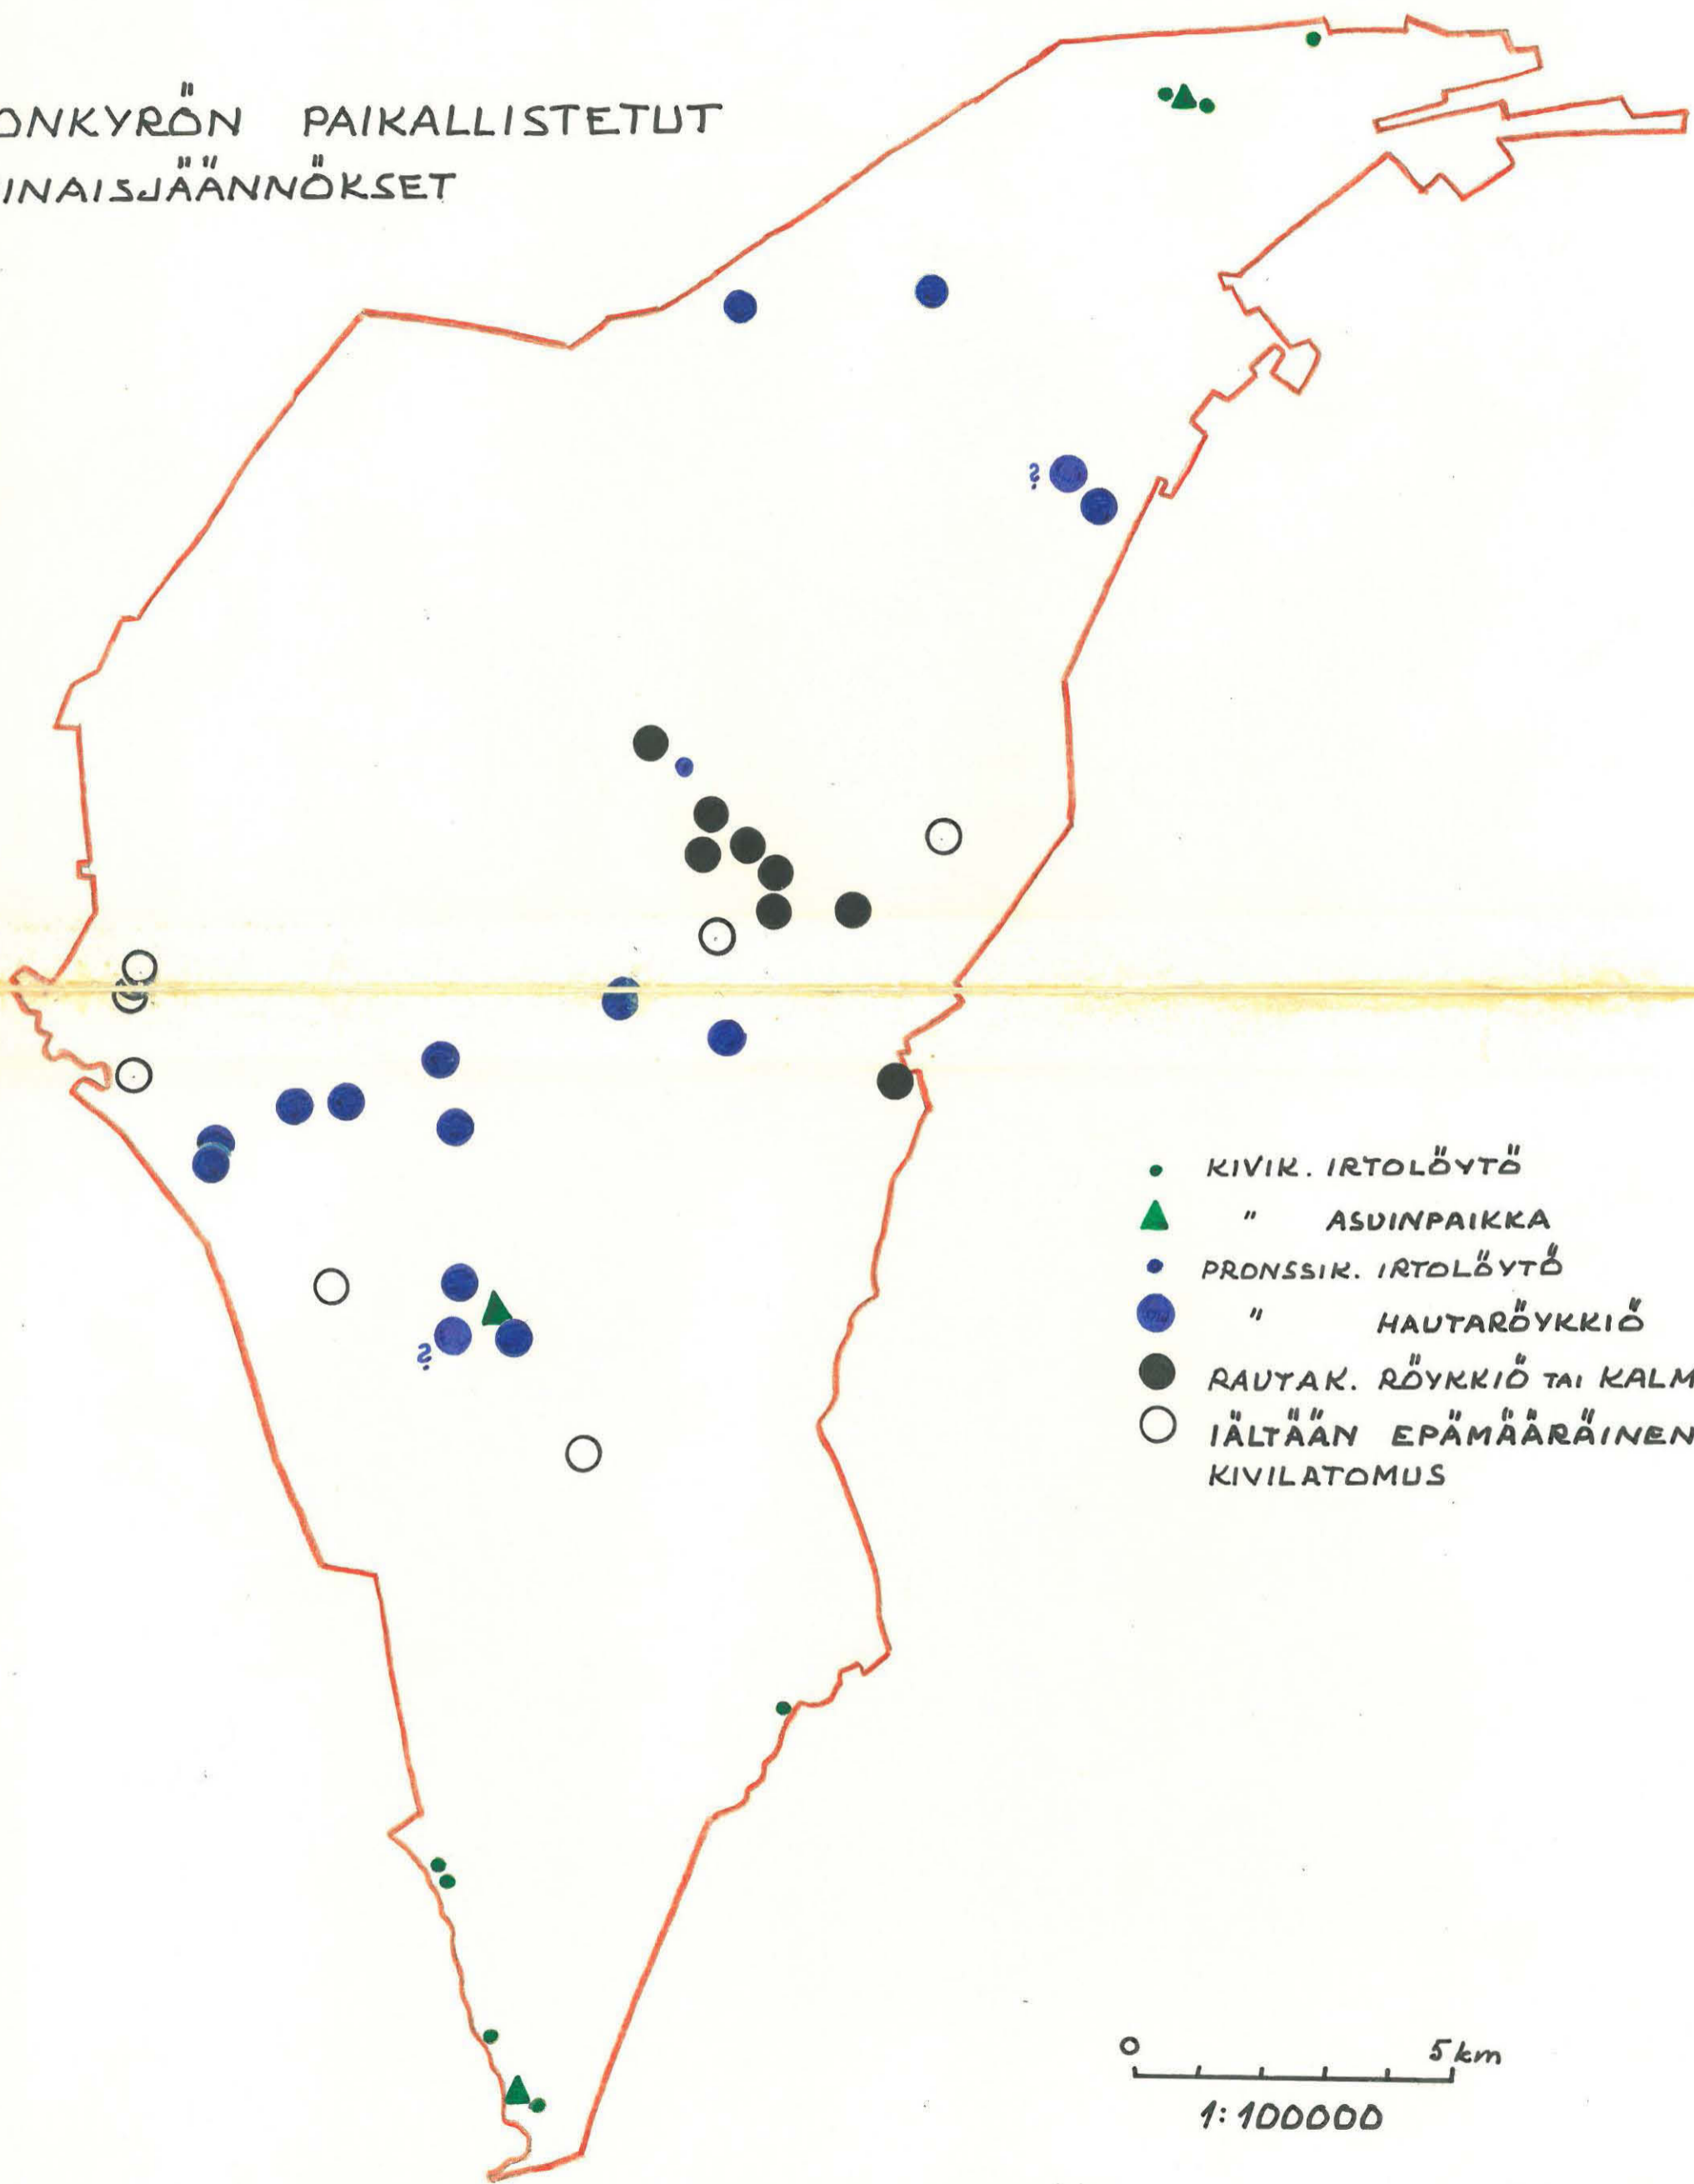 ONKYRÖN PAIKALLISTETUT
INAISJÄÄNNÖKSET
?
?
KIVIK. IRTOLÖYTÖ
" ASUINPAIKKA
PRONSSIK. IRTOLÖYTÖ
" HAUTARÖYKKIÖ
RAUTAK. RÖYKKIÖ TAI KALM
IÄLTÄÄN EPÄMÄÄRÄINEN
KIVILATOMUS
0 5 km
1:100000